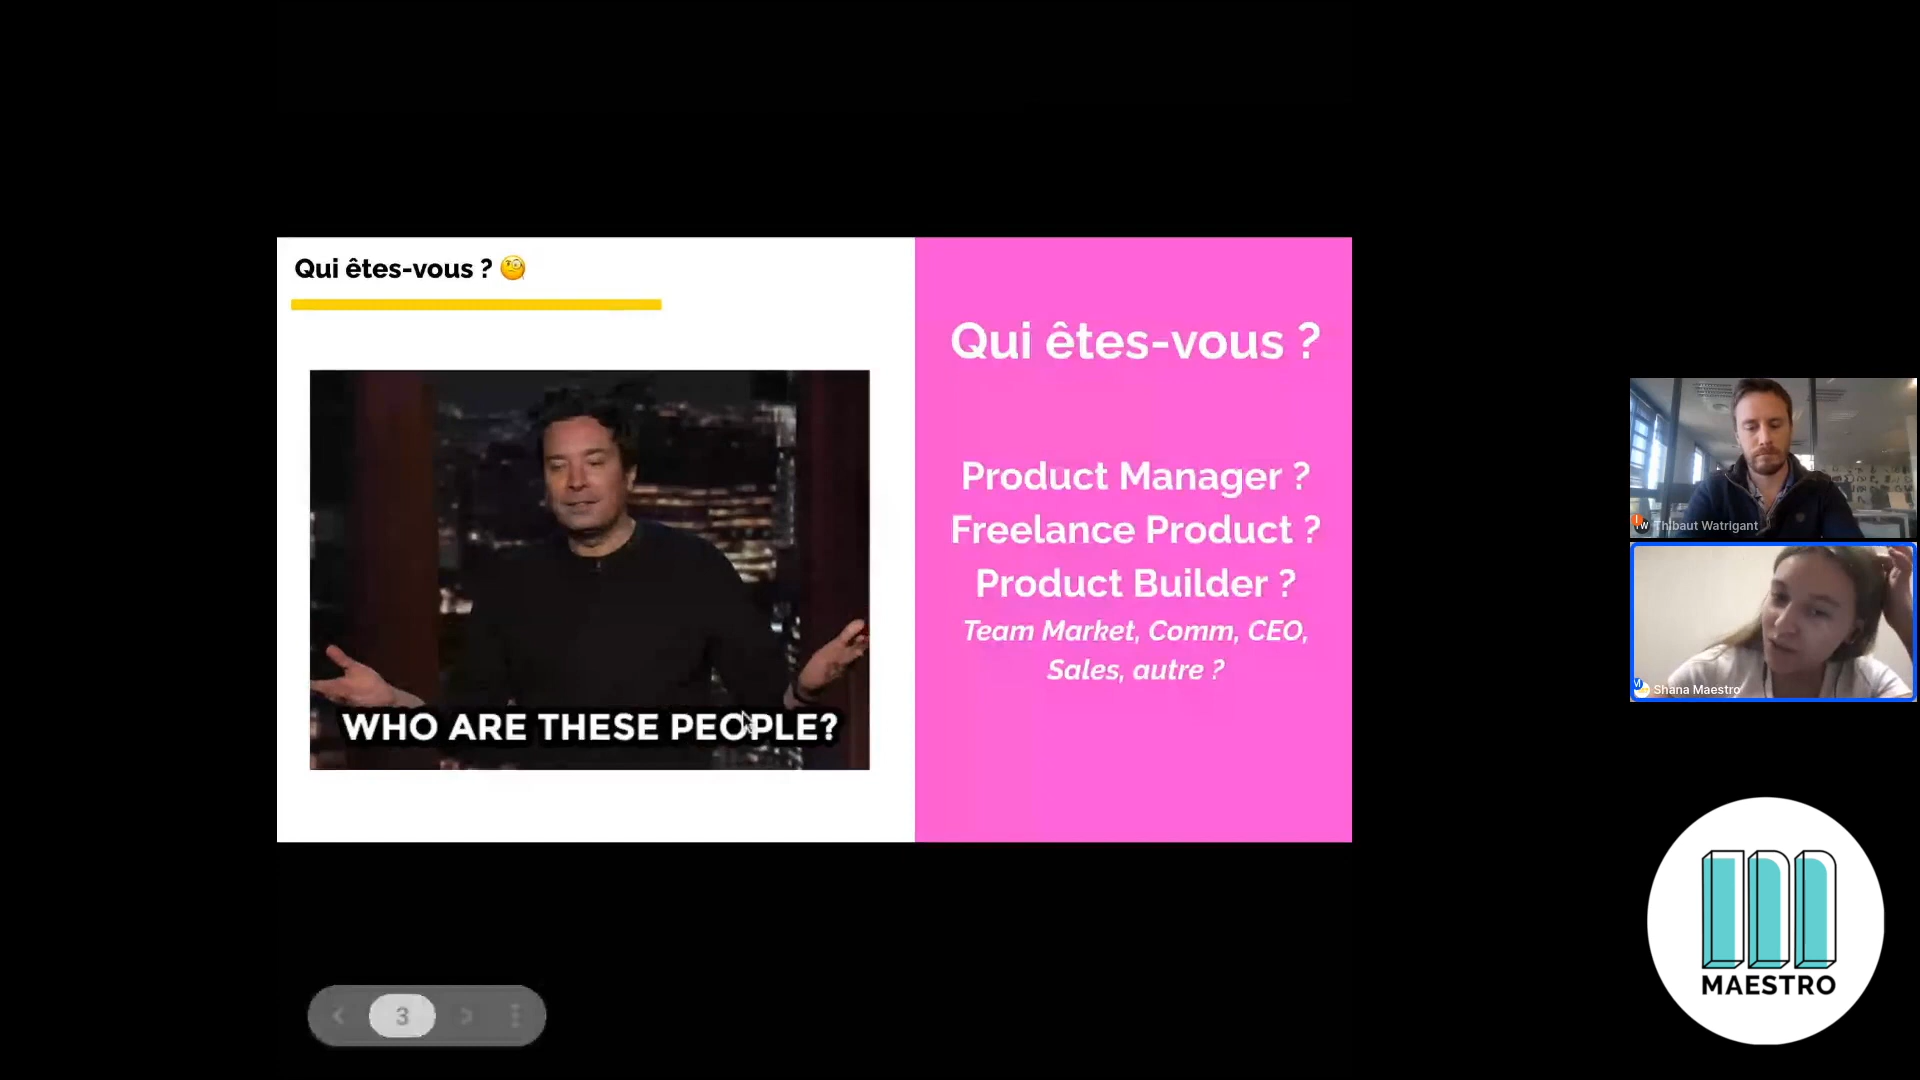 Qui êtes-vous ? 🧐
WHO ARE THESE PEOPLE?
Qui êtes-vous ?
Product Manager ?
Freelance Product ?
Product Builder ?
Team Market, Comm, CEO,
Sales, autre ?
TW Thibaut Watrigant
M Shana Maestro
MAESTRO
3